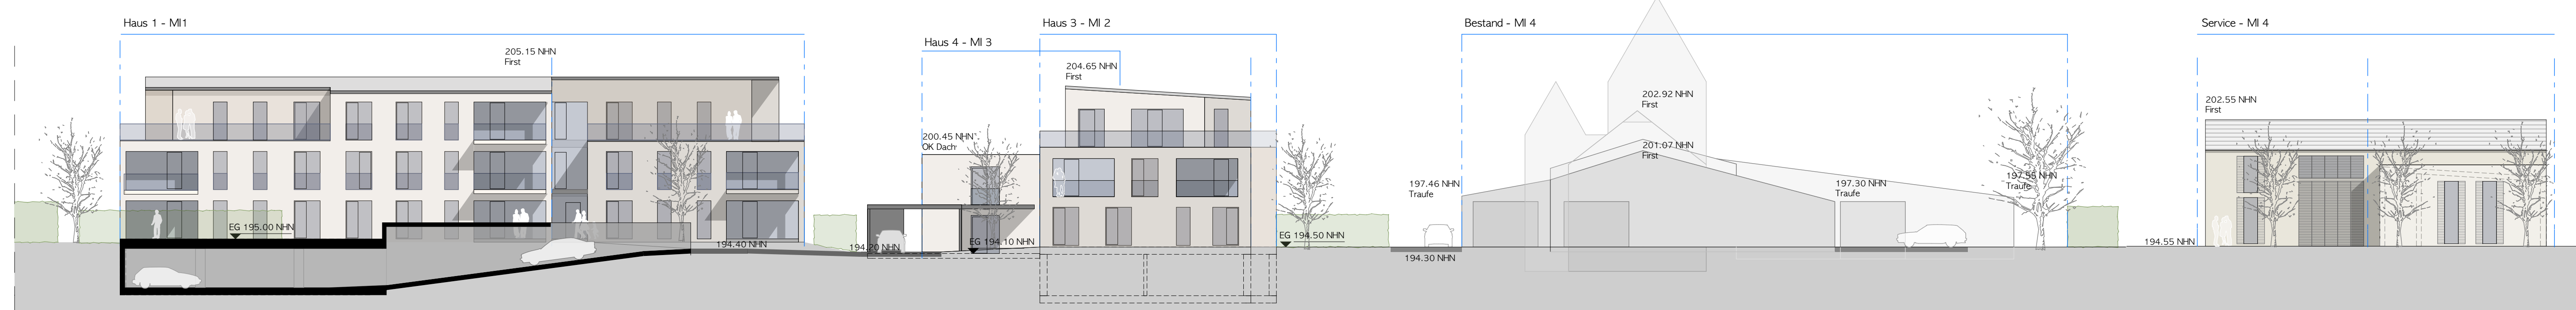 Haus 1 - MI1
205.15 NHN
First
EG 195.00 NHN
194.40 NHN
194.20 NHN
Haus 4 - MI 3
200.45 NHN
OK Dach
EG 194.10 NHN
Haus 3 - MI 2
204.65 NHN
First
EG 194.50 NHN
Bestand - MI 4
202.92 NHN
First
201.07 NHN
First
197.46 NHN
Traufe
197.30 NHN
Traufe
197.55 NHN
Traufe
194.30 NHN
Service - MI 4
202.55 NHN
First
194.55 NHN